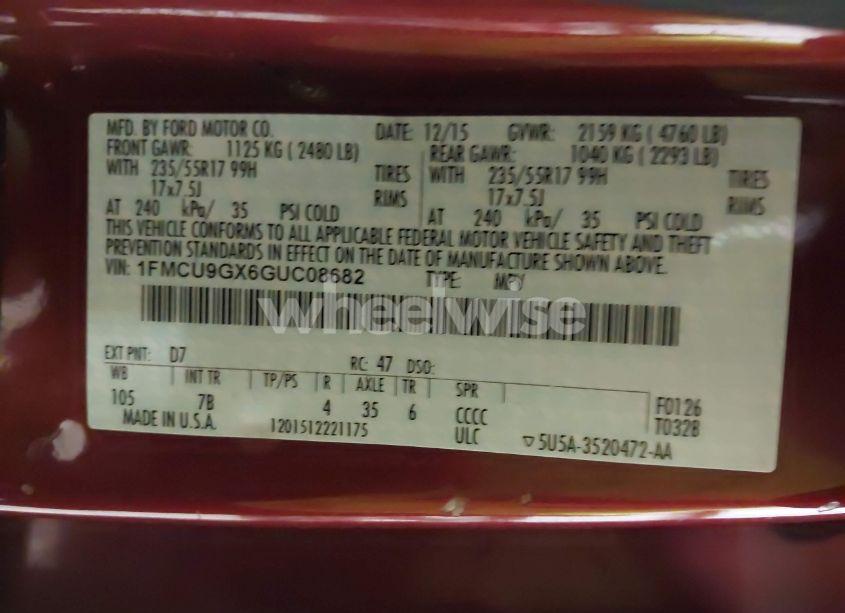 MFD. BY FORD MOTOR CO. DATE: 12/15 GVWR: 2159 KG ( 4760 LB)
FRONT GAWR: 1125 KG ( 2480 LB) REAR GAWR: 1040 KG ( 2293 LB)
WITH 235/55R17 99H TIRES WITH 235/55R17 99H TIRES
17x7.5J RIMS 17x7.5J RIMS
AT 240 kPa/ 35 PSI COLD AT 240 kPa/ 35 PSI COLD
THIS VEHICLE CONFORMS TO ALL APPLICABLE FEDERAL MOTOR VEHICLE SAFETY AND THEFT
PREVENTION STANDARDS IN EFFECT ON THE DATE OF MANUFACTURE SHOWN ABOVE.
VIN: 1FMCU9GX6GUC08682 TYPE: MPV
wheelwise
EXT PNT: D7 RC: 47 DSO:
WB INT TR TP/PS R AXLE TR SPR
105 7B 4 35 6 CCCC F0126
MADE IN U.S.A. 1201512221175 ULC T0328
▽5U5A-3520472-AA